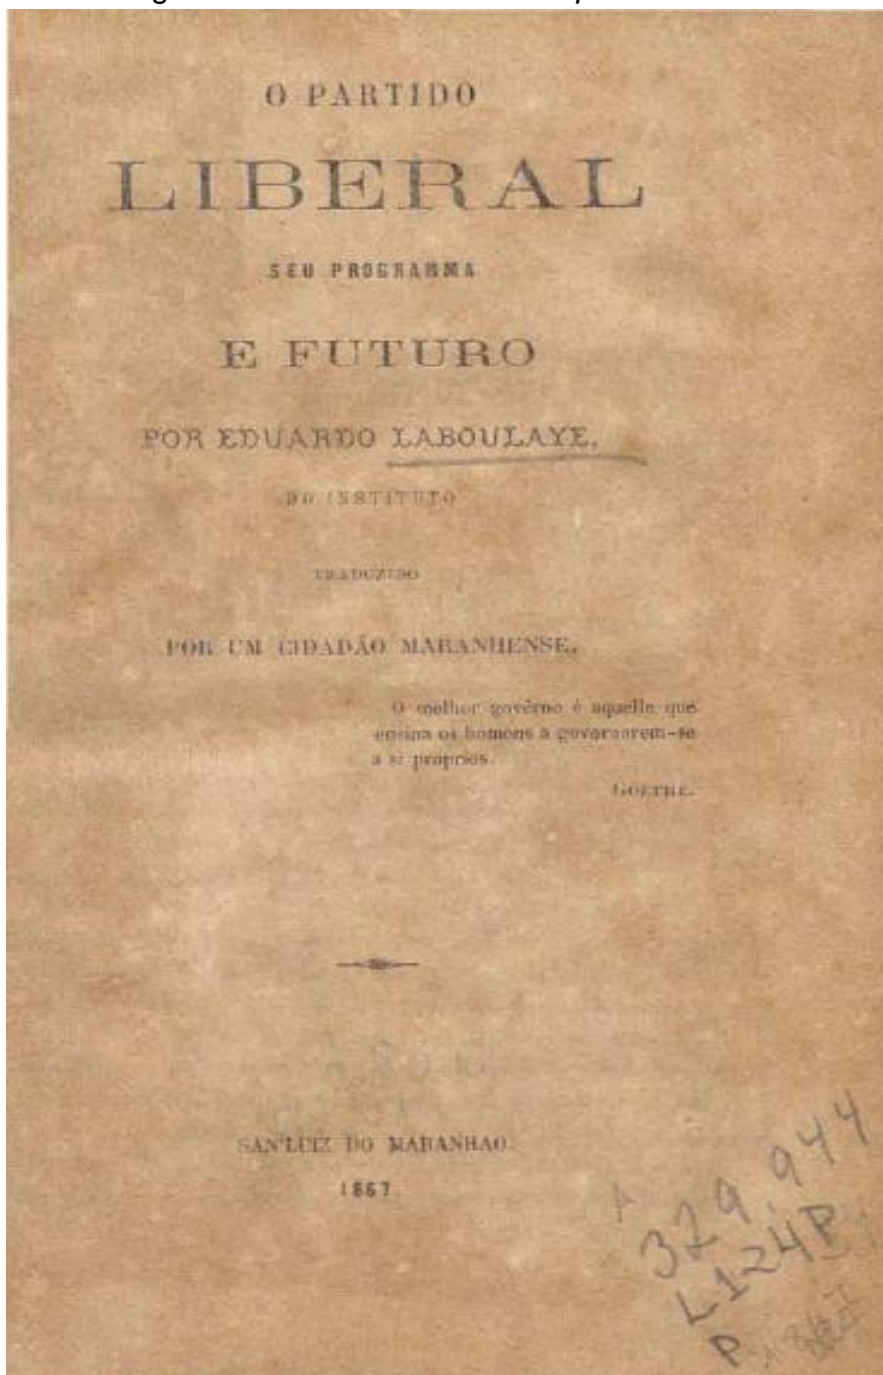 O PARTIDO
LIBERAL
SEU PROGRAMMA
E FUTURO
POR EDUARDO LABOULAYE,
DO INSTITUTO
TRADUZIDO
POR UM CIDADÃO MARANHENSE.
O melhor govêrno é aquelle que
ensina os homens a governarem-se
a si proprios.
GOETHE.
SAN'LUIZ DO MARANHAO
1867.
A
329.944
L124P
P